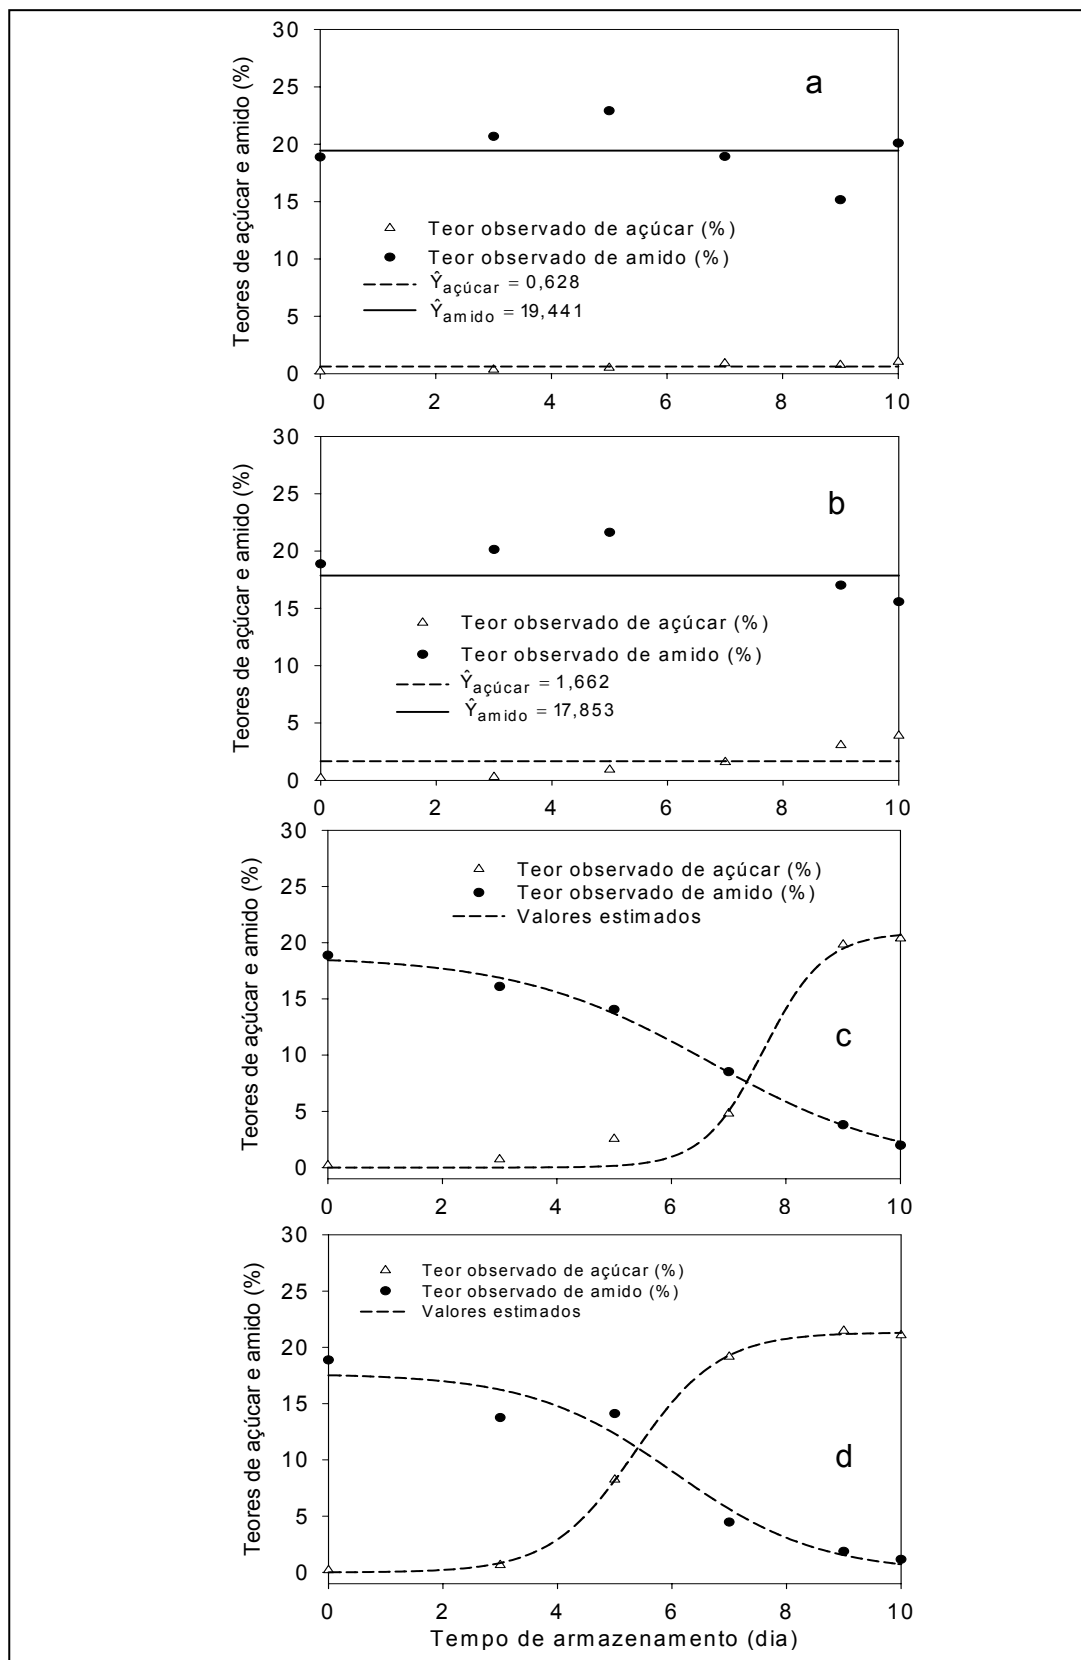 Teores de açúcar e amido (%)
30
25
20
15
10
5
0
a
Teor observado de açúcar (%)
Teor observado de amido (%)
Ŷaçúcar = 0,628
Ŷamido = 19,441
0 2 4 6 8 10
Teores de açúcar e amido (%)
30
25
20
15
10
5
0
b
Teor observado de açúcar (%)
Teor observado de amido (%)
Ŷaçúcar = 1,662
Ŷamido = 17,853
0 2 4 6 8 10
Teores de açúcar e amido (%)
30
25
20
15
10
5
0
Teor observado de açúcar (%)
Teor observado de amido (%)
Valores estimados
c
0 2 4 6 8 10
Teores de açúcar e amido (%)
30
25
20
15
10
5
0
Teor observado de açúcar (%)
Teor observado de amido (%)
Valores estimados
d
0 2 4 6 8 10
Tempo de armazenamento (dia)